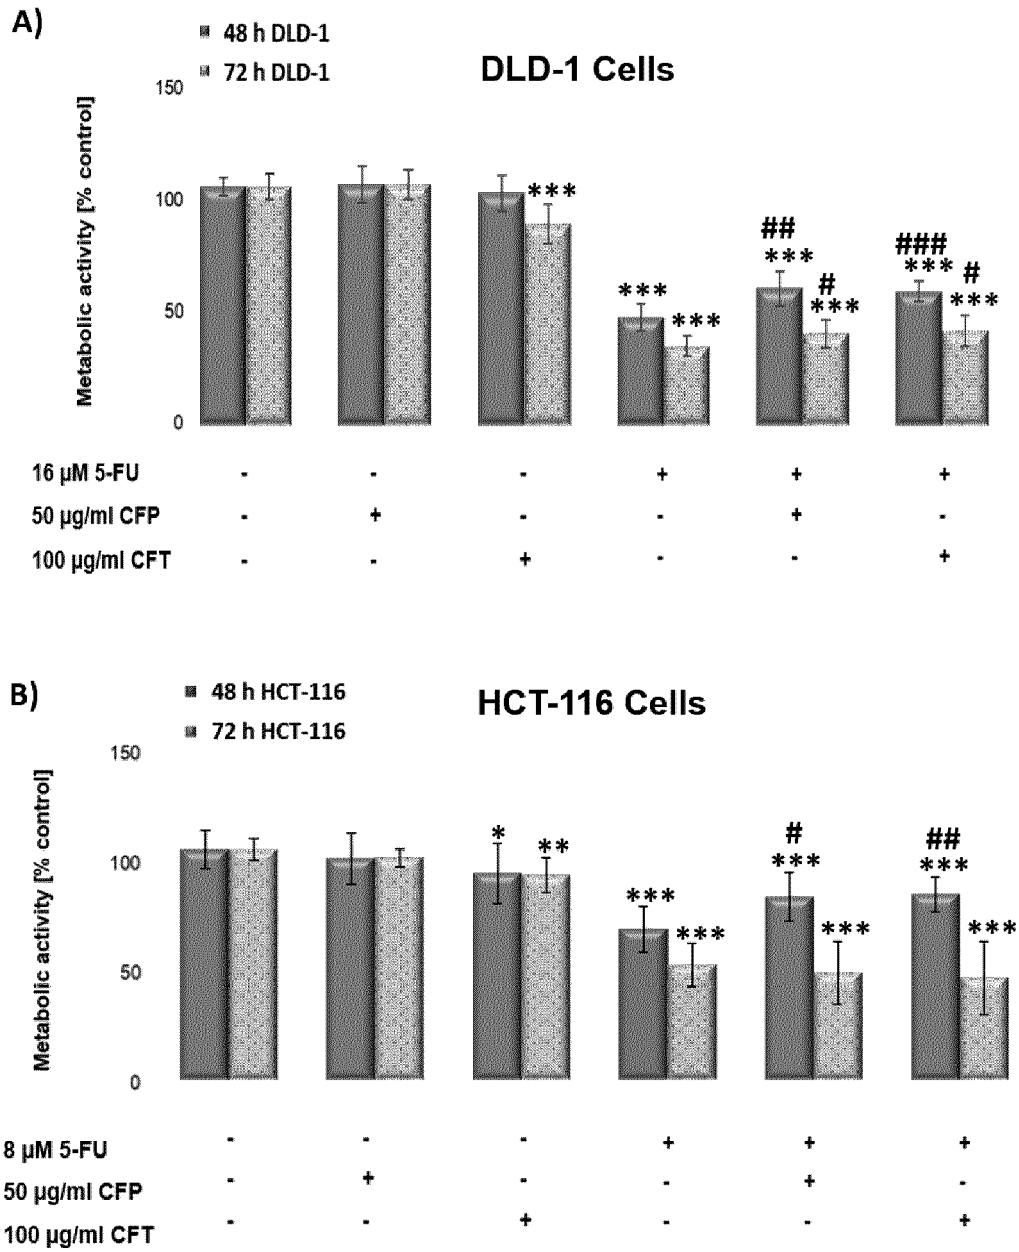 A)
48 h DLD-1
72 h DLD-1
DLD-1 Cells
Metabolic activity [% control]
150
100
50
0
***
***
***
##
***
#
***
###
***
#
***
16 µM 5-FU - - - + + +
50 µg/ml CFP - + - - + -
100 µg/ml CFT - - + - - +
B)
48 h HCT-116
72 h HCT-116
HCT-116 Cells
Metabolic activity [% control]
150
100
50
0
*
**
***
***
#
***
***
##
***
***
8 µM 5-FU - - - + + +
50 µg/ml CFP - + - - + -
100 µg/ml CFT - - + - - +